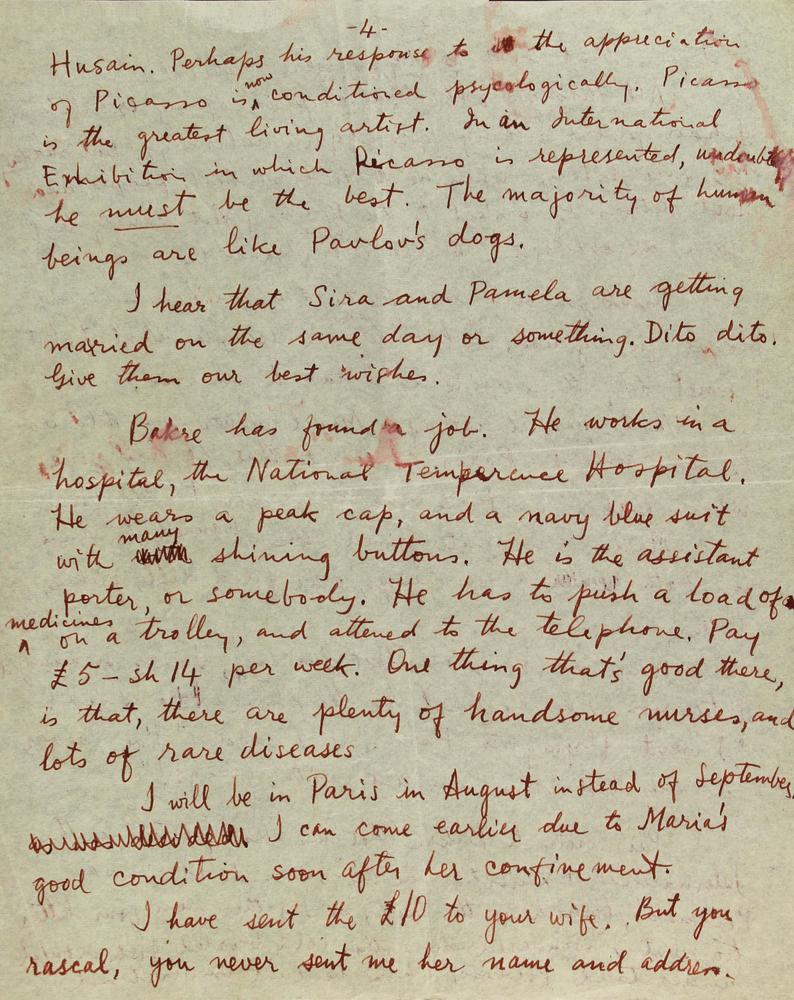 -4-
Husain. Perhaps his response to the appreciation
of Picasso is now conditioned psycologically. Picasso
is the greatest living artist. In an International
Exhibition in which Picasso is represented, undoubtly
he must be the best. The majority of human
beings are like Pavlov's dogs.
I hear that Sira and Pamela are getting
married on the same day or something. Dito dito.
Give them our best wishes.
Bakre has found a job. He works in a
hospital, the National Temperence Hospital.
He wears a peak cap, and a navy blue suit
with many shining buttons. He is the assistant
porter, or somebody. He has to push a load of
medicines on a trolley, and attened to the telephone. Pay
£5 - sh 14 per week. One thing that's good there,
is that, there are plenty of handsome nurses, and
lots of rare diseases
I will be in Paris in August instead of September.
I can come earlier due to Maria's
good condition soon after her confinement.
I have sent the £10 to your wife. But you
rascal, you never sent me her name and address.